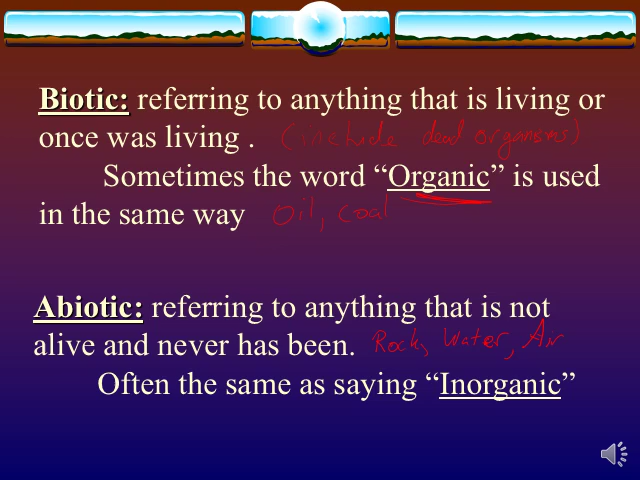 Biotic: referring to anything that is living or
once was living . (include dead organisms)
Sometimes the word “Organic” is used
in the same way oil, coal
Abiotic: referring to anything that is not
alive and never has been. Rock, Water, Air
Often the same as saying “Inorganic”